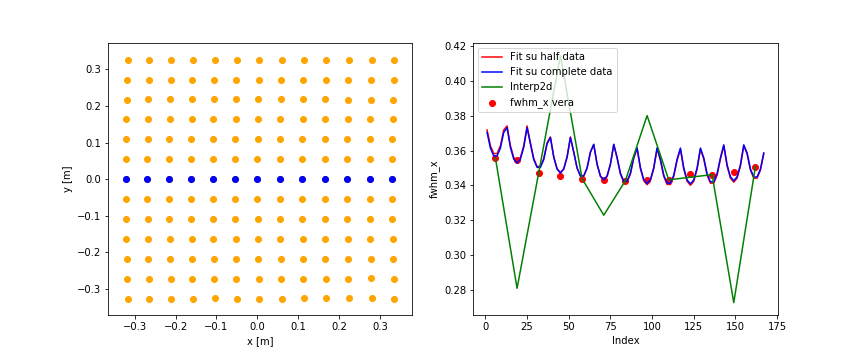 0.3
0.2
0.1
0.0
−0.1
−0.2
−0.3
y [m]
−0.3 −0.2 −0.1 0.0 0.1 0.2 0.3
x [m]
0.42
0.40
0.38
0.36
0.34
0.32
0.30
0.28
fwhm_x
Fit su half data
Fit su complete data
Interp2d
fwhm_x vera
0 25 50 75 100 125 150 175
Index